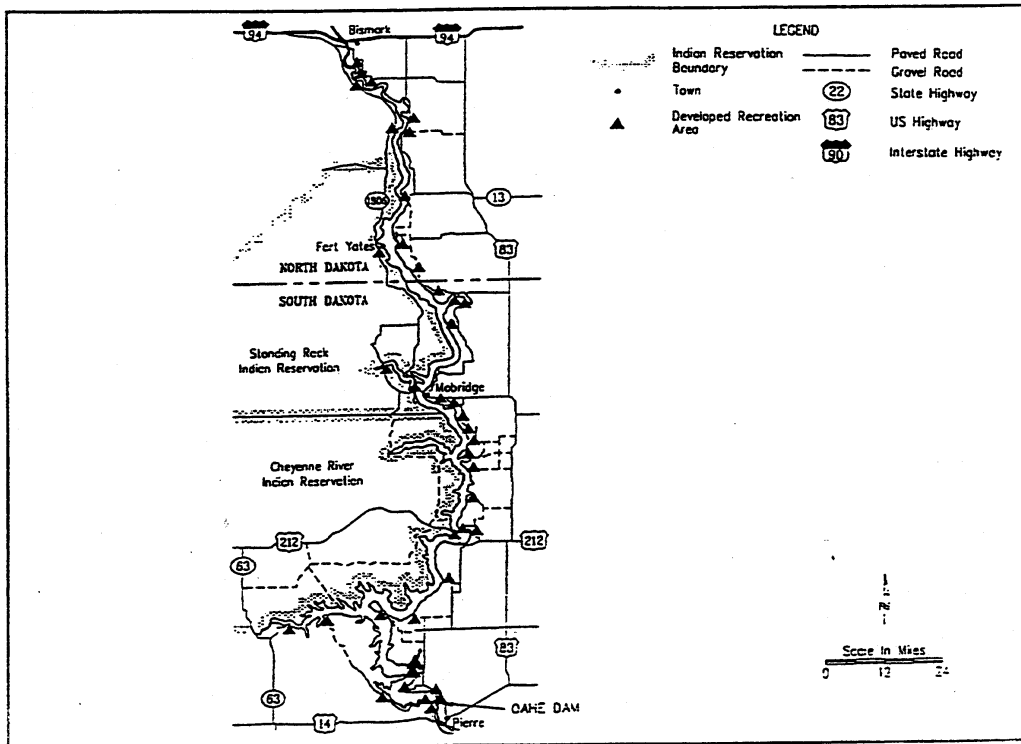 94
Bismark
94
LEGEND
Indian Reservation
Boundary
Town
Developed Recreation
Area
Paved Road
Gravel Road
22
State Highway
83
US Highway
90
Interstate Highway
1806
13
Fort Yates
83
NORTH DAKOTA
SOUTH DAKOTA
Standing Rock
Indian Reservation
Mobridge
Cheyenne River
Indian Reservation
212
212
63
83
Scale in Miles
0 12 24
63
OAHE DAM
14
Pierre